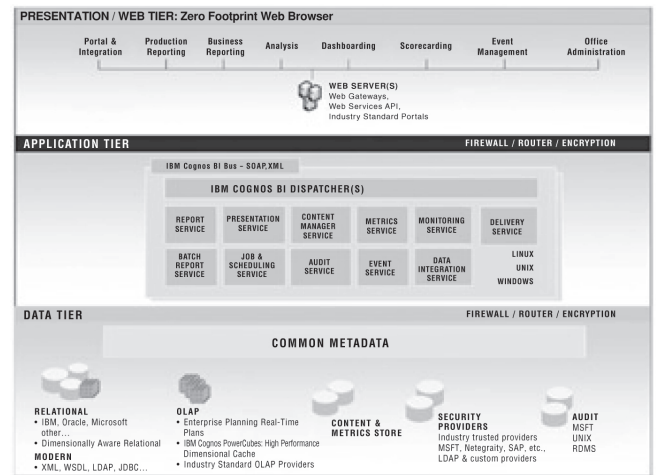 PRESENTATION / WEB TIER: Zero Footprint Web Browser
Portal &
Integration
Production
Reporting
Business
Reporting
Analysis
Dashboarding
Scorecarding
Event
Management
Office
Administration
WEB SERVER(S)
Web Gateways,
Web Services API,
Industry Standard Portals
APPLICATION TIER
FIREWALL / ROUTER / ENCRYPTION
IBM Cognos BI Bus – SOAP,XML
IBM COGNOS BI DISPATCHER(S)
REPORT
SERVICE
PRESENTATION
SERVICE
CONTENT
MANAGER
SERVICE
METRICS
SERVICE
MONITORING
SERVICE
DELIVERY
SERVICE
BATCH
REPORT
SERVICE
JOB &
SCHEDULING
SERVICE
AUDIT
SERVICE
EVENT
SERVICE
DATA
INTEGRATION
SERVICE
LINUX
UNIX
WINDOWS
DATA TIER
FIREWALL / ROUTER / ENCRYPTION
COMMON METADATA
RELATIONAL
• IBM, Oracle, Microsoft
other…
• Dimensionally Aware Relational
MODERN
• XML, WSDL, LDAP, JDBC…
OLAP
• Enterprise Planning Real-Time
Plans
• IBM Cognos PowerCubes: High Performance
Dimensional Cache
• Industry Standard OLAP Providers
CONTENT &
METRICS STORE
SECURITY
PROVIDERS
Industry trusted providers
MSFT, Netegrity, SAP, etc.,
LDAP & custom providers
AUDIT
MSFT
UNIX
RDMS